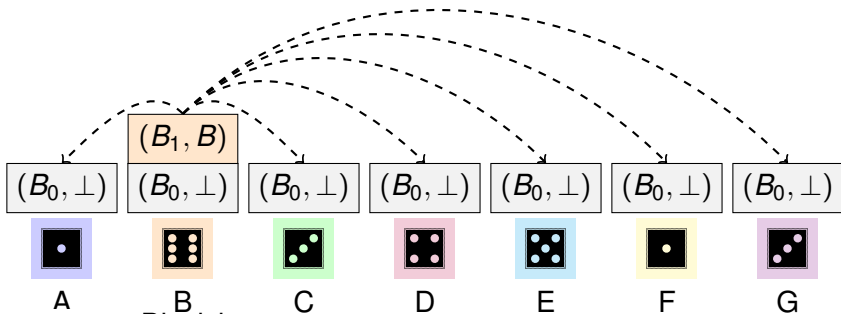 (B₁, B)
(B₀, ⊥) (B₀, ⊥) (B₀, ⊥) (B₀, ⊥) (B₀, ⊥) (B₀, ⊥) (B₀, ⊥)
A B C D E F G